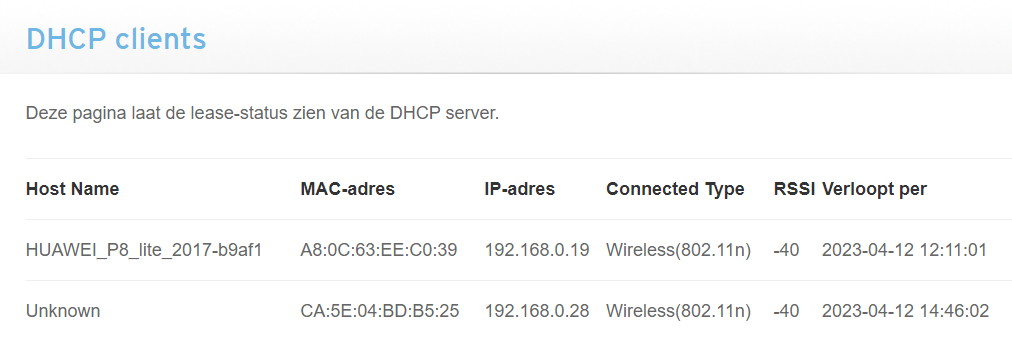 DHCP clients
Deze pagina laat de lease-status zien van de DHCP server.
Host Name MAC-adres IP-adres Connected Type RSSI Verloopt per
HUAWEI_P8_lite_2017-b9af1 A8:0C:63:EE:C0:39 192.168.0.19 Wireless(802.11n) -40 2023-04-12 12:11:01
Unknown CA:5E:04:BD:B5:25 192.168.0.28 Wireless(802.11n) -40 2023-04-12 14:46:02